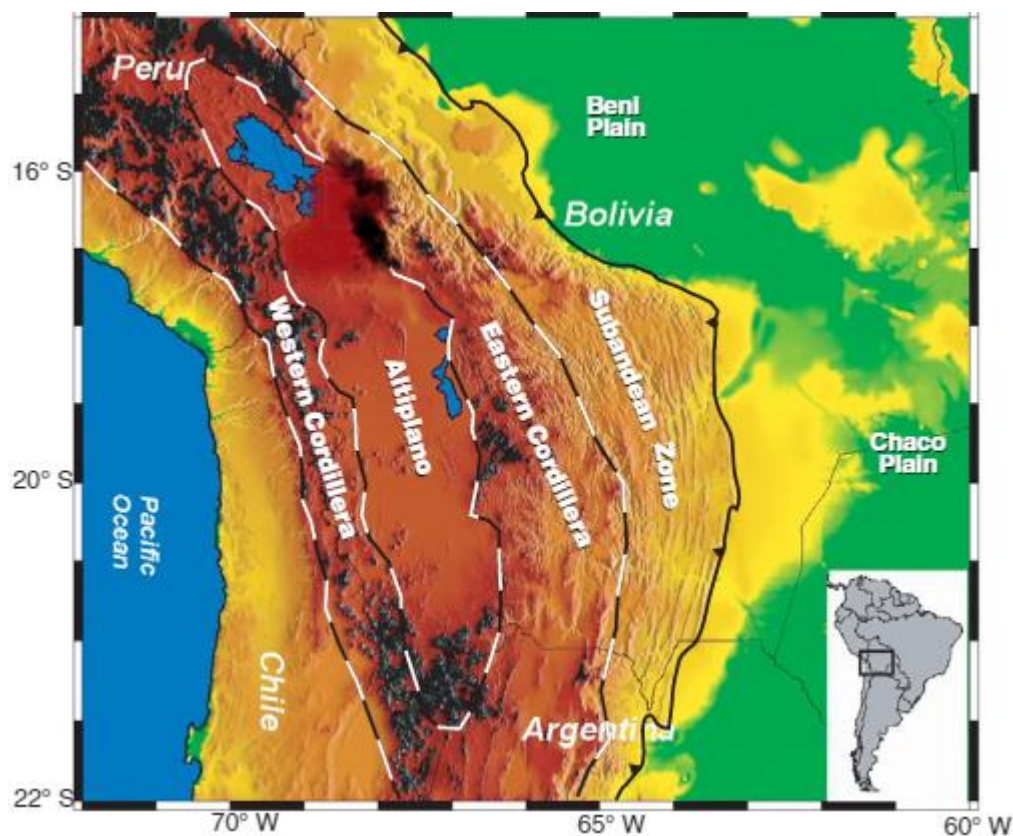 Peru
Beni
Plain
16° S
Bolivia
Western Cordillera
Altiplano
Eastern Cordillera
Subandean Zone
Chaco
Plain
20° S
Pacific
Ocean
Chile
Argentina
22° S
70° W
65° W
60° W